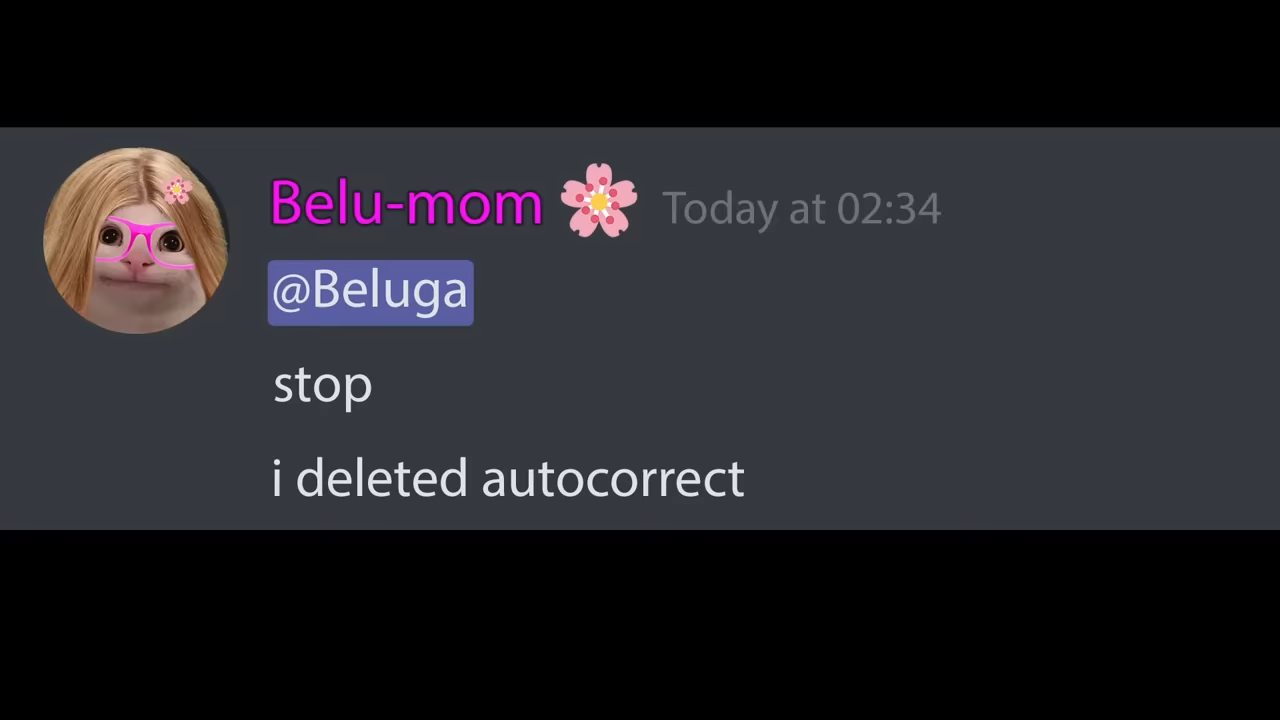 Belu-mom 🌸 Today at 02:34
@Beluga
stop
i deleted autocorrect